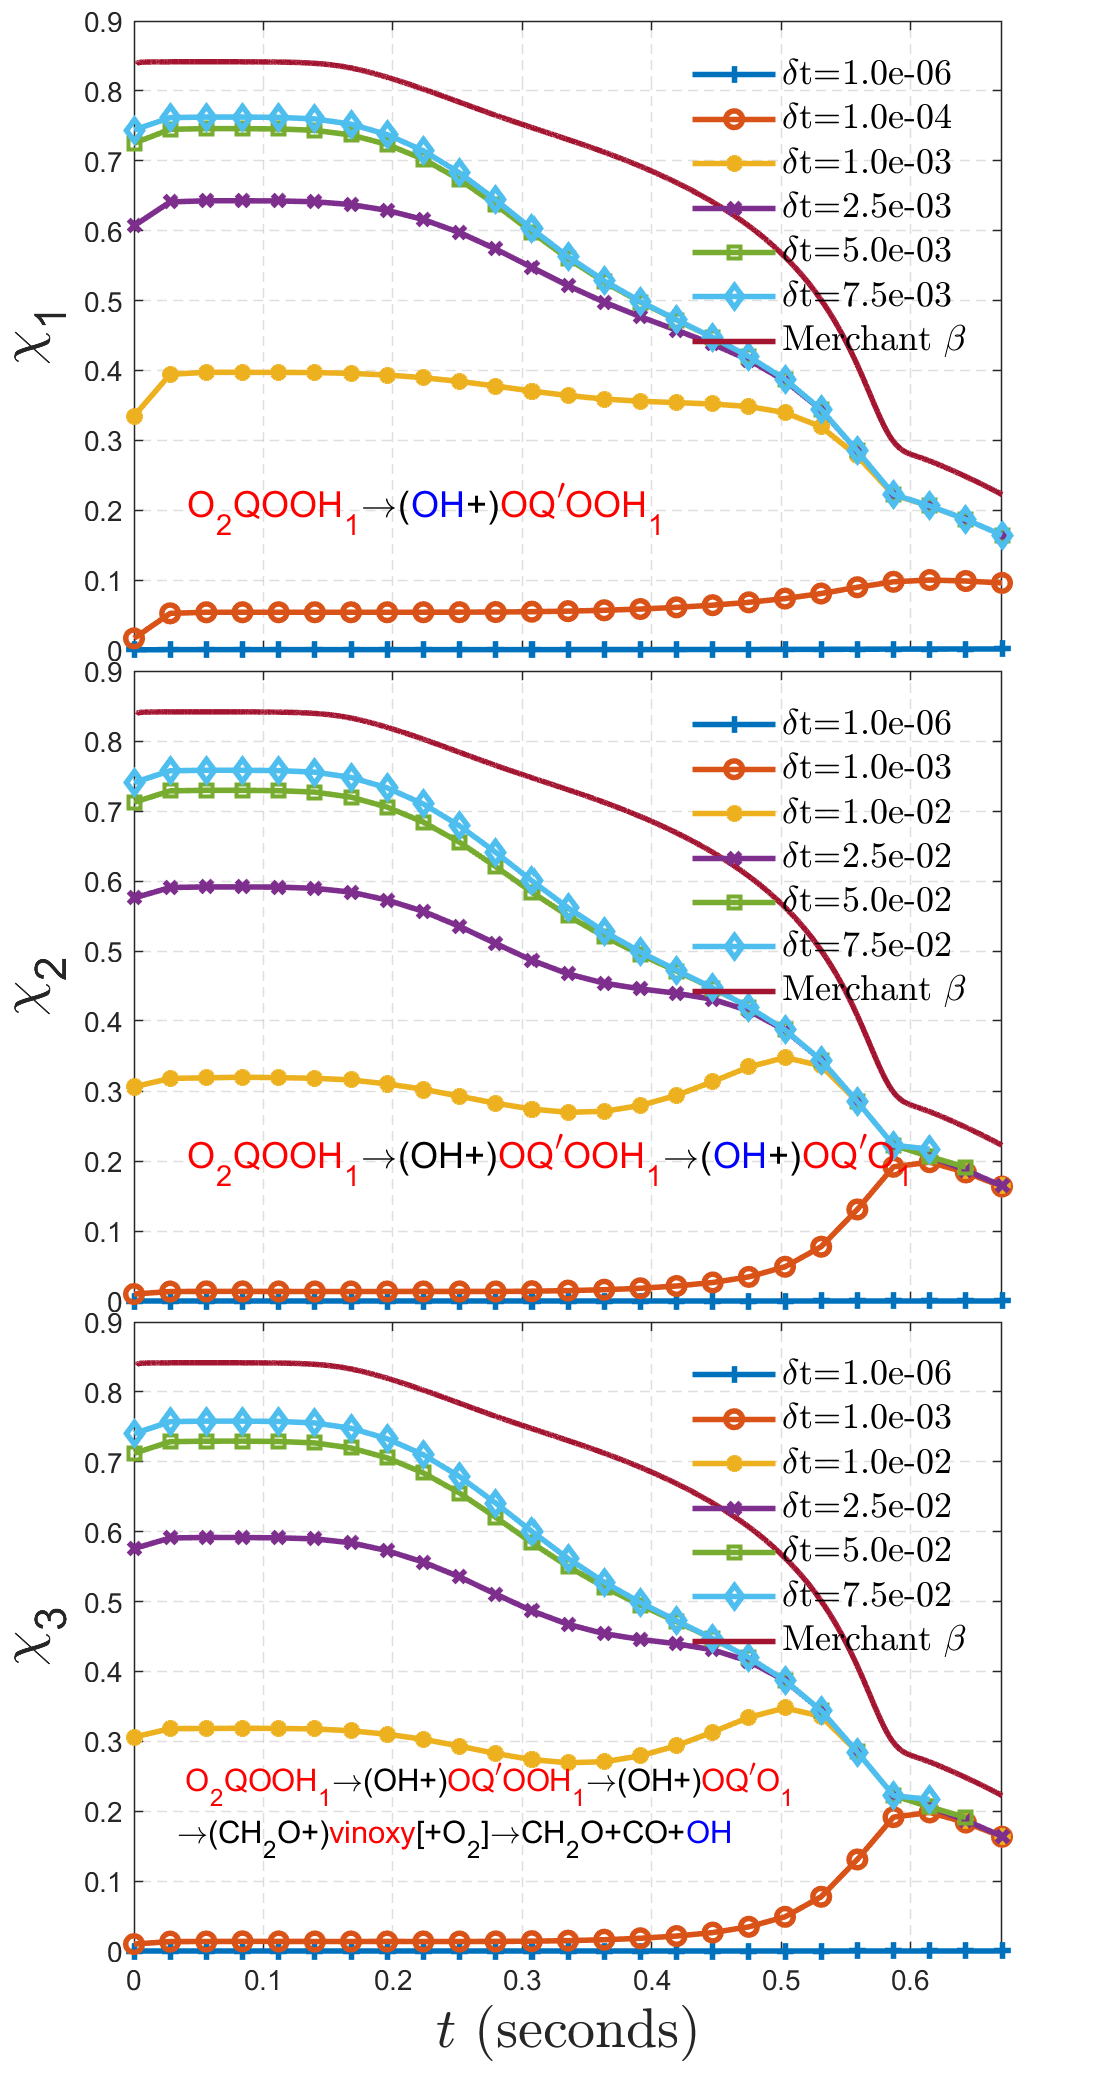 0.9
0.8
0.7
0.6
0.5
0.4
0.3
0.2
0.1
0
χ1
δt=1.0e-06
δt=1.0e-04
δt=1.0e-03
δt=2.5e-03
δt=5.0e-03
δt=7.5e-03
Merchant β
O2QOOH1→(OH+)OQ′OOH1
0.9
0.8
0.7
0.6
0.5
0.4
0.3
0.2
0.1
0
χ2
δt=1.0e-06
δt=1.0e-03
δt=1.0e-02
δt=2.5e-02
δt=5.0e-02
δt=7.5e-02
Merchant β
O2QOOH1→(OH+)OQ′OOH1→(OH+)OQ′O1
0.9
0.8
0.7
0.6
0.5
0.4
0.3
0.2
0.1
0
χ3
δt=1.0e-06
δt=1.0e-03
δt=1.0e-02
δt=2.5e-02
δt=5.0e-02
δt=7.5e-02
Merchant β
O2QOOH1→(OH+)OQ′OOH1→(OH+)OQ′O1
→(CH2O+)vinoxy[+O2]→CH2O+CO+OH
0 0.1 0.2 0.3 0.4 0.5 0.6
t (seconds)